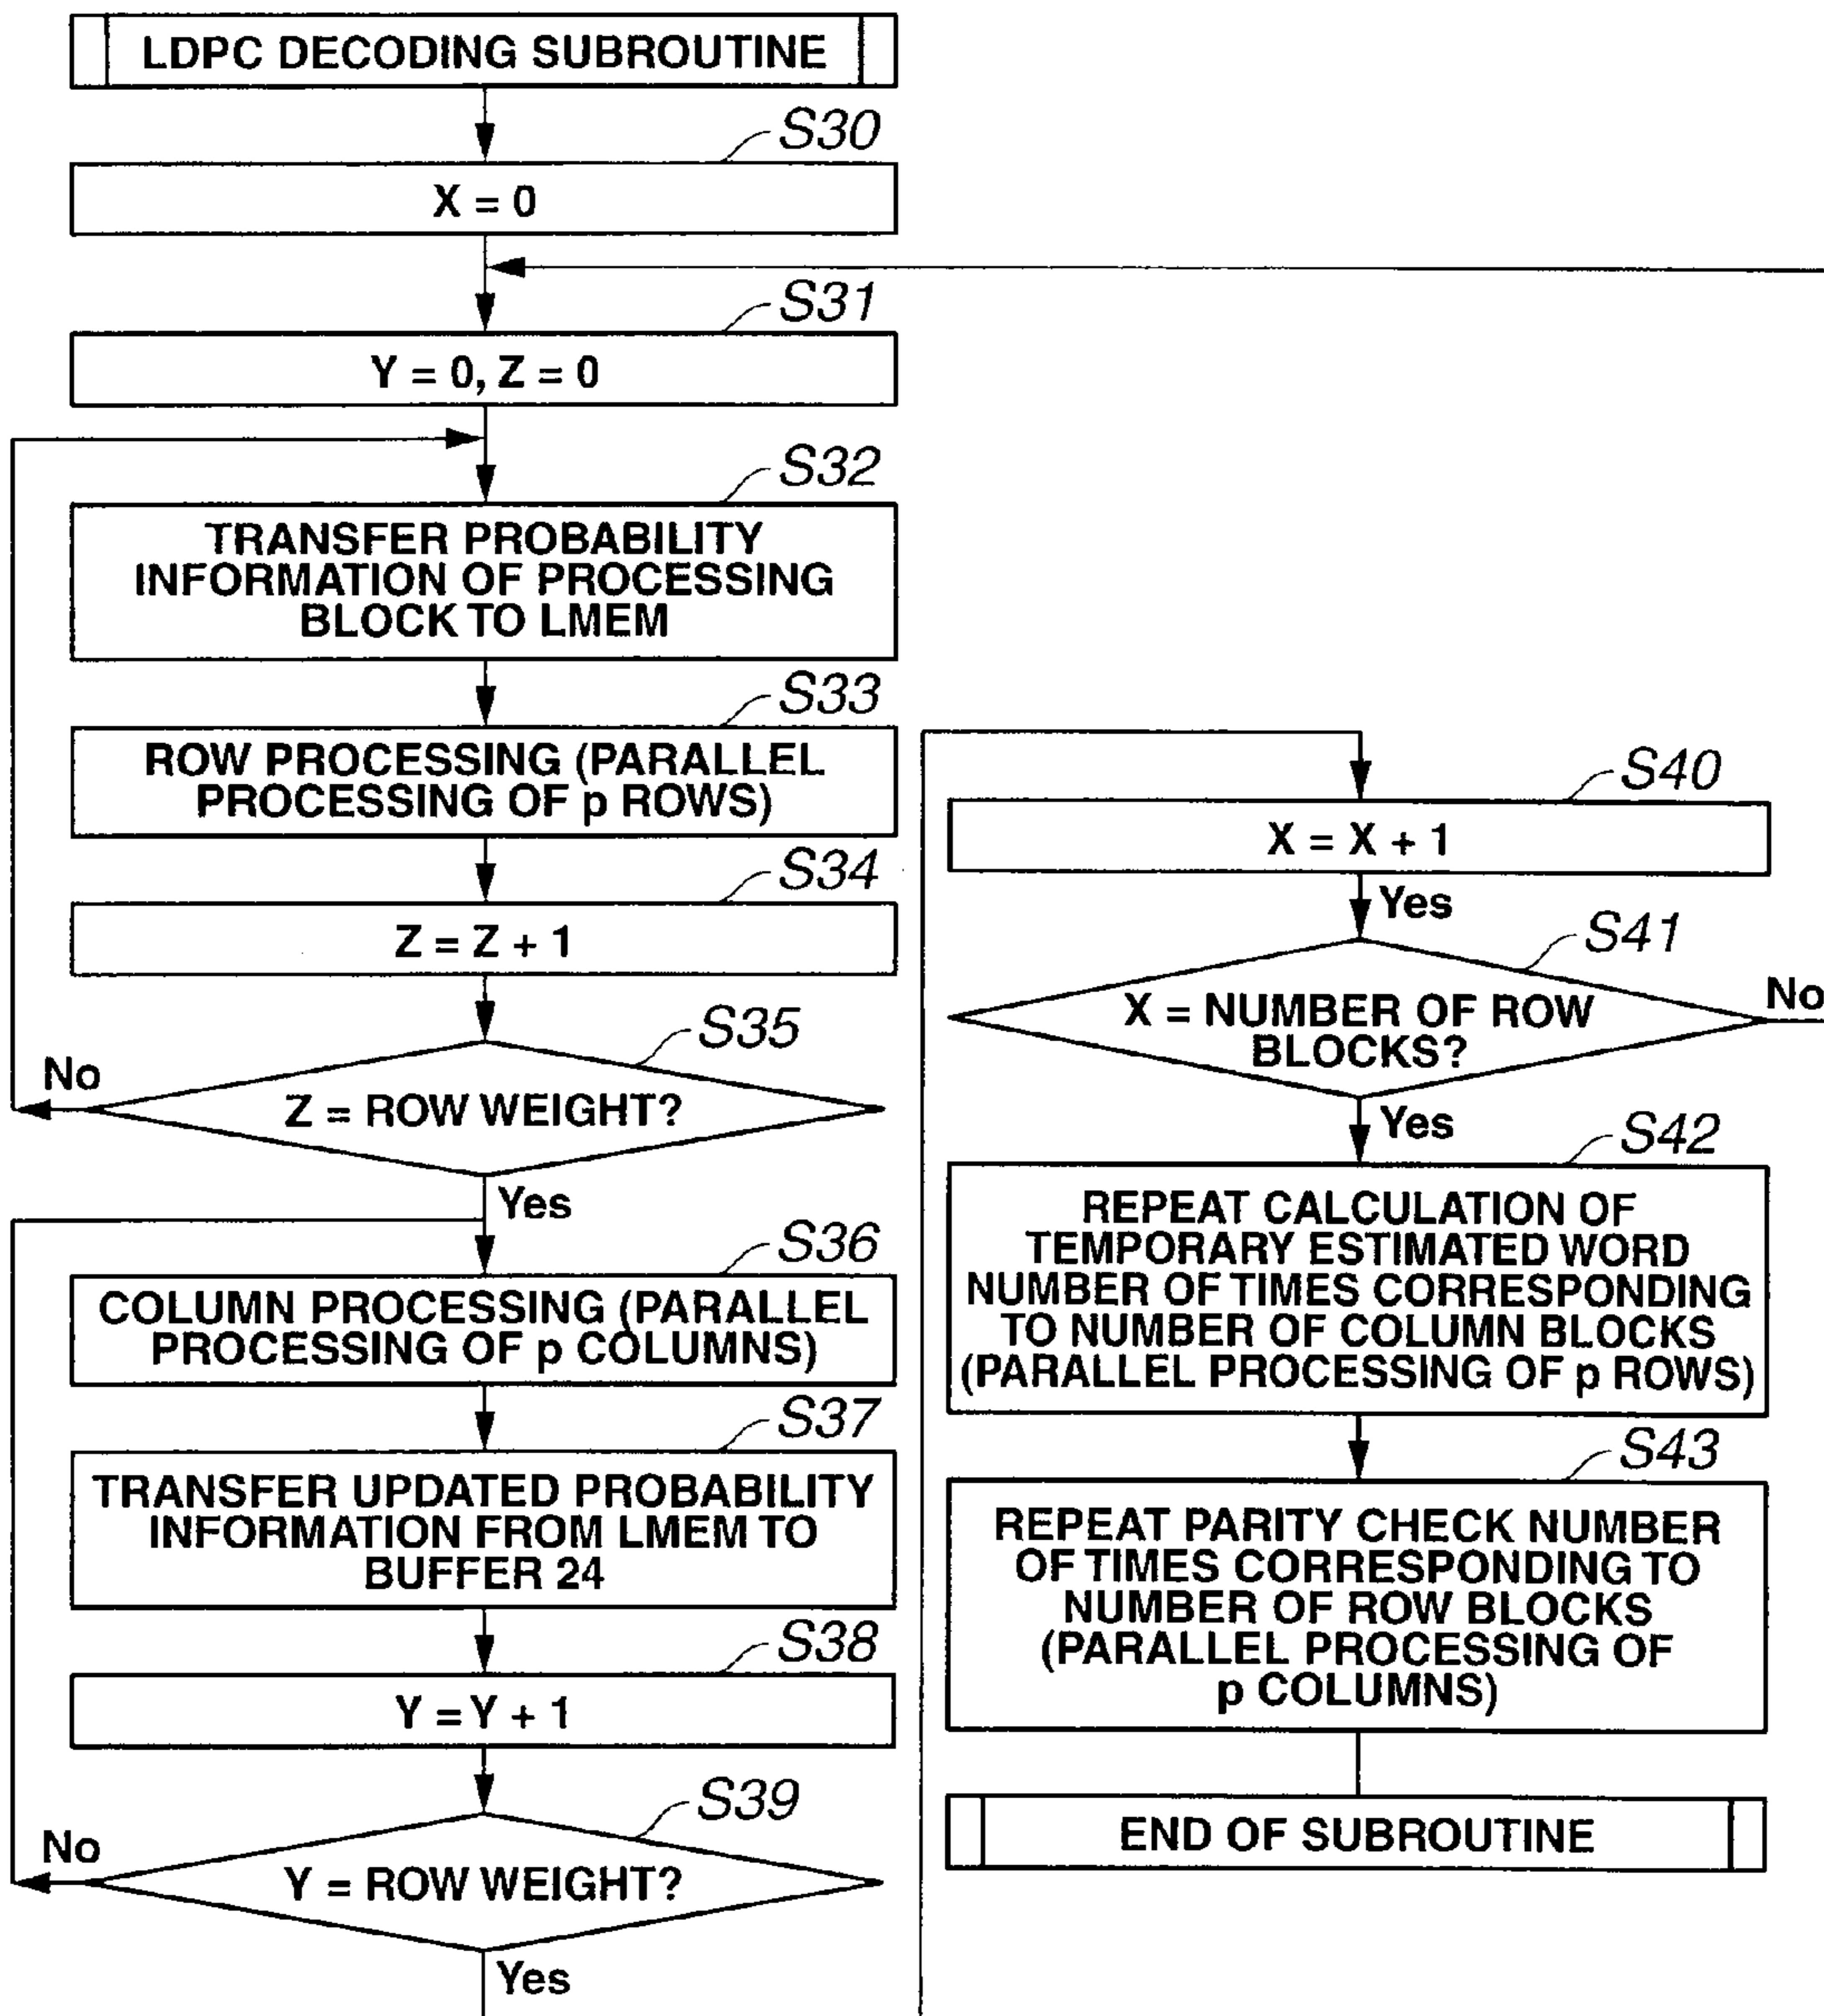 LDPC DECODING SUBROUTINE
S30
X = 0
S31
Y = 0, Z = 0
S32
TRANSFER PROBABILITY
INFORMATION OF PROCESSING
BLOCK TO LMEM
S33
ROW PROCESSING (PARALLEL
PROCESSING OF p ROWS)
S34
Z = Z + 1
S35
No
Z = ROW WEIGHT?
Yes
S36
COLUMN PROCESSING (PARALLEL
PROCESSING OF p COLUMNS)
S37
TRANSFER UPDATED PROBABILITY
INFORMATION FROM LMEM TO
BUFFER 24
S38
Y = Y + 1
S39
No
Y = ROW WEIGHT?
Yes
S40
X = X + 1
Yes
S41
No
X = NUMBER OF ROW
BLOCKS?
Yes
S42
REPEAT CALCULATION OF
TEMPORARY ESTIMATED WORD
NUMBER OF TIMES CORRESPONDING
TO NUMBER OF COLUMN BLOCKS
(PARALLEL PROCESSING OF p ROWS)
S43
REPEAT PARITY CHECK NUMBER
OF TIMES CORRESPONDING TO
NUMBER OF ROW BLOCKS
(PARALLEL PROCESSING OF
p COLUMNS)
END OF SUBROUTINE